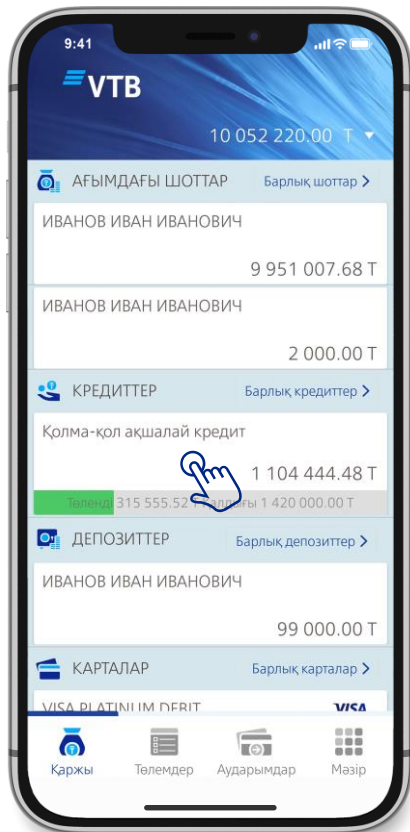 9:41
VTB
10 052 220.00 T
АҒЫМДАҒЫ ШОТТАР Барлық шоттар >
ИВАНОВ ИВАН ИВАНОВИЧ
9 951 007.68 T
ИВАНОВ ИВАН ИВАНОВИЧ
2 000.00 T
КРЕДИТТЕР Барлық кредиттер >
Қолма-қол ақшалай кредит
1 104 444.48 T
Төленді 315 555.52 T 1 420 000.00 T
ДЕПОЗИТТЕР Барлық депозиттер >
ИВАНОВ ИВАН ИВАНОВИЧ
99 000.00 T
КАРТАЛАР Барлық карталар >
VISA PLATINUM DEBIT VISA
Қаржы Төлемдер Аударымдар Мәзір